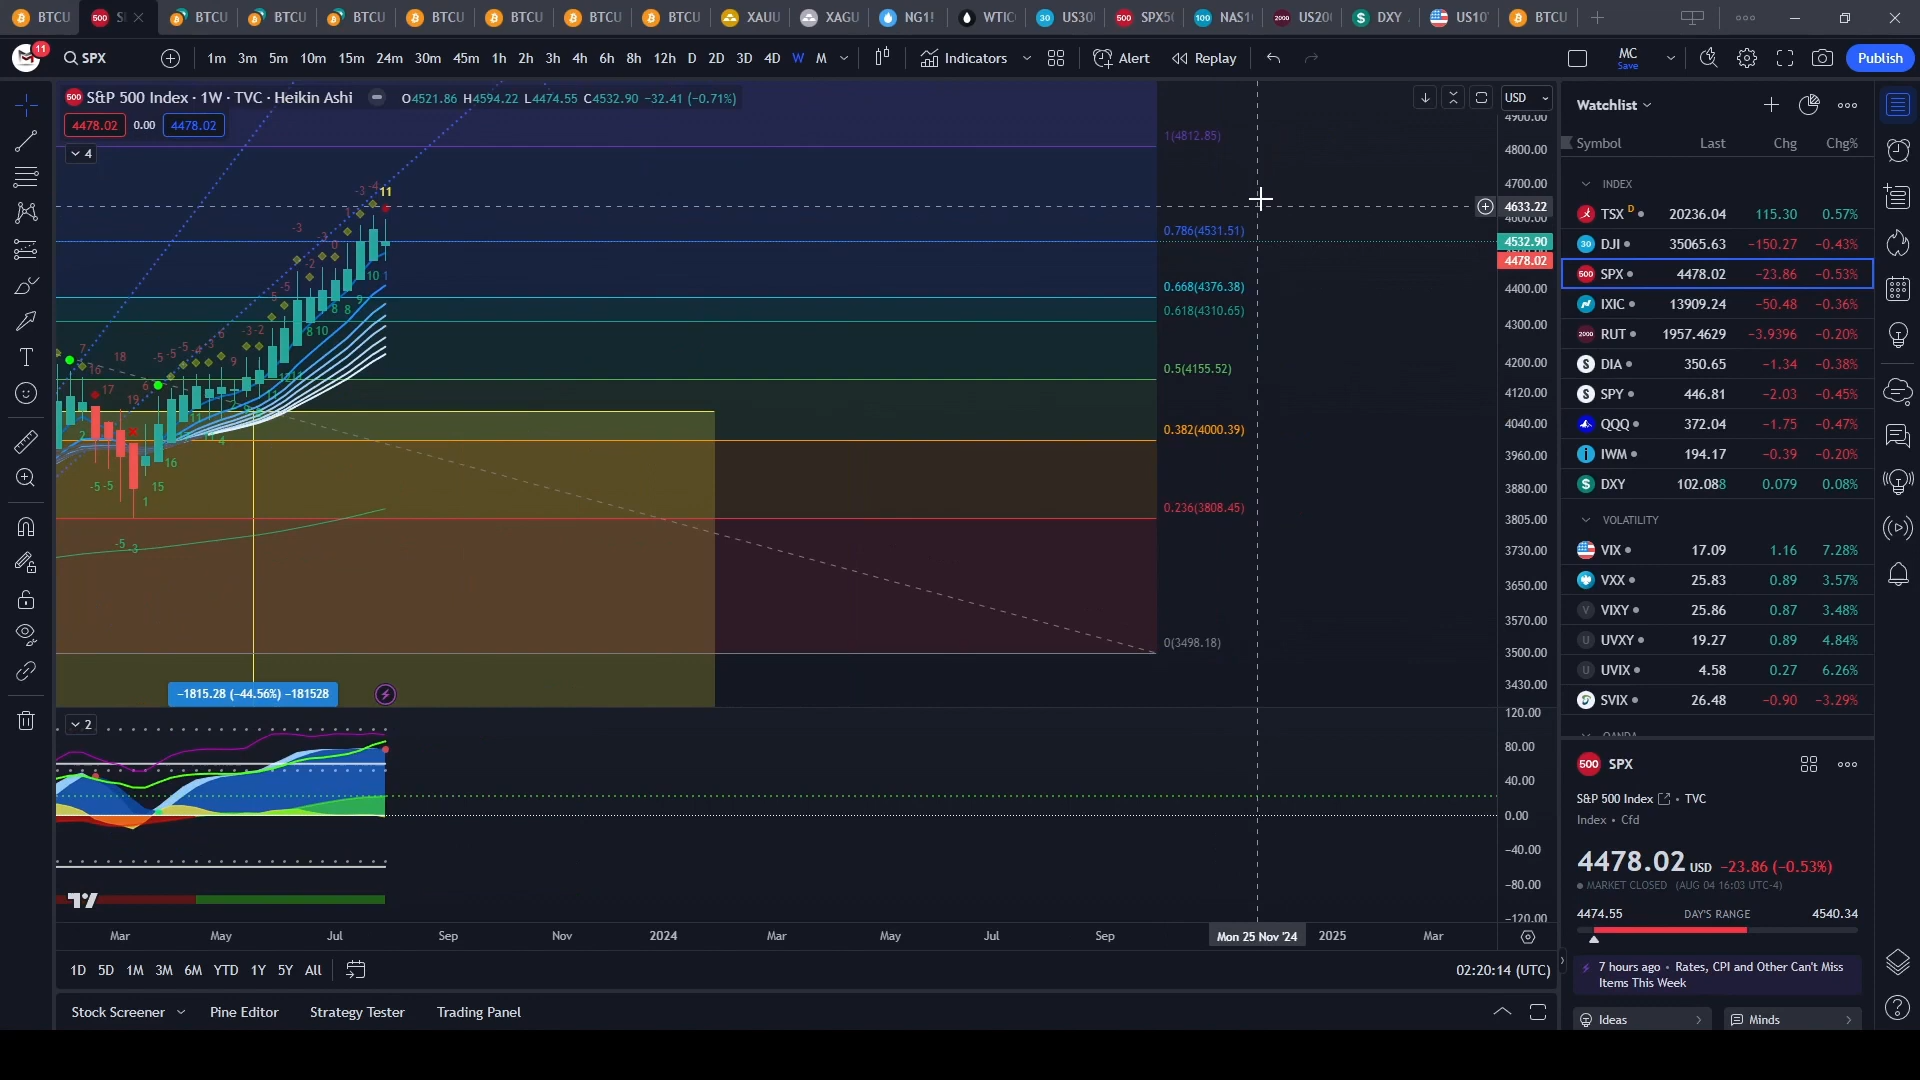 BTCU 500 S BTCU BTCU BTCU BTCU BTCU BTCU BTCU XAUU XAGU NG1! WTIC 30 US30 500 SPX5 100 NAS1 2000 US20 DXY US10 BTCU
11 SPX 1m 3m 5m 10m 15m 24m 30m 45m 1h 2h 3h 4h 6h 8h 12h D 2D 3D 4D W M Indicators Alert Replay MC Save Publish
500 S&P 500 Index · 1W · TVC · Heikin Ashi O4521.86 H4594.22 L4474.55 C4532.90 −32.41 (−0.71%) USD
4478.02 0.00 4478.02
4
1(4812.85)
0.786(4531.51)
0.668(4376.38)
0.618(4310.65)
0.5(4155.52)
0.382(4000.39)
0.236(3808.45)
0(3498.18)
4900.00
4800.00
4700.00
4633.22
4600.00
4532.90
4478.02
4400.00
4300.00
4200.00
4120.00
4040.00
3960.00
3880.00
3805.00
3730.00
3650.00
3570.00
3500.00
3430.00
−1815.28 (−44.56%) −181528
2
120.00
80.00
40.00
0.00
−40.00
−80.00
−120.00
Mar May Jul Sep Nov 2024 Mar May Jul Sep Mon 25 Nov '24 2025 Mar
1D 5D 1M 3M 6M YTD 1Y 5Y All 02:20:14 (UTC)
Stock Screener Pine Editor Strategy Tester Trading Panel
Watchlist
Symbol Last Chg Chg%
INDEX
TSX D 20236.04 115.30 0.57%
30 DJI 35065.63 −150.27 −0.43%
500 SPX 4478.02 −23.86 −0.53%
IXIC 13909.24 −50.48 −0.36%
2000 RUT 1957.4629 −3.9396 −0.20%
S DIA 350.65 −1.34 −0.38%
S SPY 446.81 −2.03 −0.45%
QQQ 372.04 −1.75 −0.47%
IWM 194.17 −0.39 −0.20%
$ DXY 102.088 0.079 0.08%
VOLATILITY
VIX 17.09 1.16 7.28%
VXX 25.83 0.89 3.57%
V VIXY 25.86 0.87 3.48%
U UVXY 19.27 0.89 4.84%
U UVIX 4.58 0.27 6.26%
SVIX 26.48 −0.90 −3.29%
OANDA
500 SPX
S&P 500 Index • TVC
Index • Cfd
4478.02 USD −23.86 (−0.53%)
MARKET CLOSED (AUG 04 16:03 UTC-4)
4474.55 DAY'S RANGE 4540.34
7 hours ago • Rates, CPI and Other Can't Miss
Items This Week
Ideas Minds